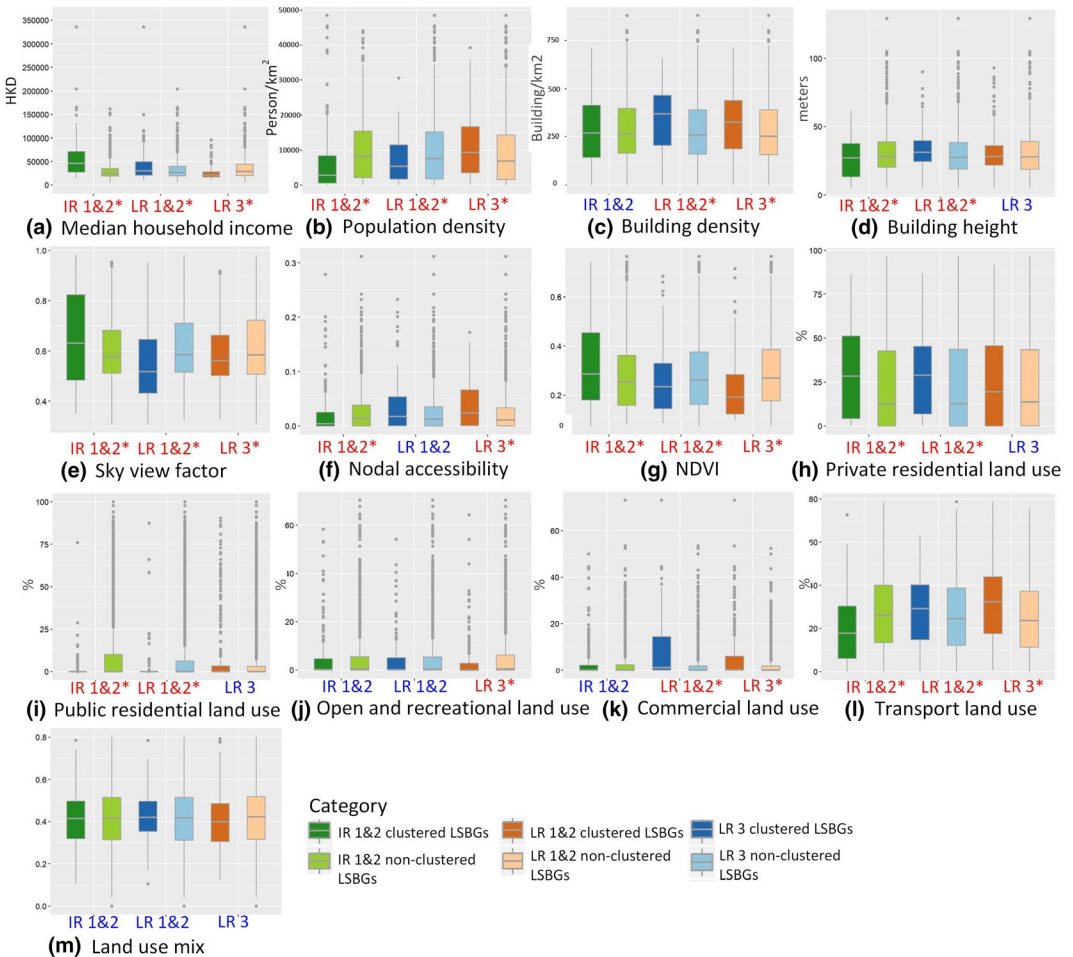 HKD
350000
300000
250000
200000
150000
100000
50000
0
IR 1&2* LR 1&2* LR 3*
(a) Median household income
Person/km²
50000
40000
30000
20000
10000
0
IR 1&2* LR 1&2* LR 3*
(b) Population density
Building/km2
750
500
250
0
IR 1&2 LR 1&2* LR 3*
(c) Building density
meters
100
50
0
IR 1&2* LR 1&2* LR 3
(d) Building height
1.0
0.8
0.6
0.4
IR 1&2* LR 1&2* LR 3*
(e) Sky view factor
0.3
0.2
0.1
0.0
IR 1&2* LR 1&2 LR 3*
(f) Nodal accessibility
0.6
0.4
0.2
0
IR 1&2* LR 1&2* LR 3*
(g) NDVI
%
100
75
50
25
0
IR 1&2* LR 1&2* LR 3
(h) Private residential land use
%
100
75
50
25
0
IR 1&2* LR 1&2* LR 3
(i) Public residential land use
%
60
40
20
0
IR 1&2 LR 1&2 LR 3*
(j) Open and recreational land use
%
60
40
20
0
IR 1&2 LR 1&2* LR 3*
(k) Commercial land use
%
80
60
40
20
0
IR 1&2* LR 1&2* LR 3*
(l) Transport land use
0.8
0.6
0.4
0.2
0.0
IR 1&2 LR 1&2 LR 3
(m) Land use mix
Category
IR 1&2 clustered LSBGs
LR 1&2 clustered LSBGs
LR 3 clustered LSBGs
IR 1&2 non-clustered
LSBGs
LR 1&2 non-clustered
LSBGs
LR 3 non-clustered
LSBGs